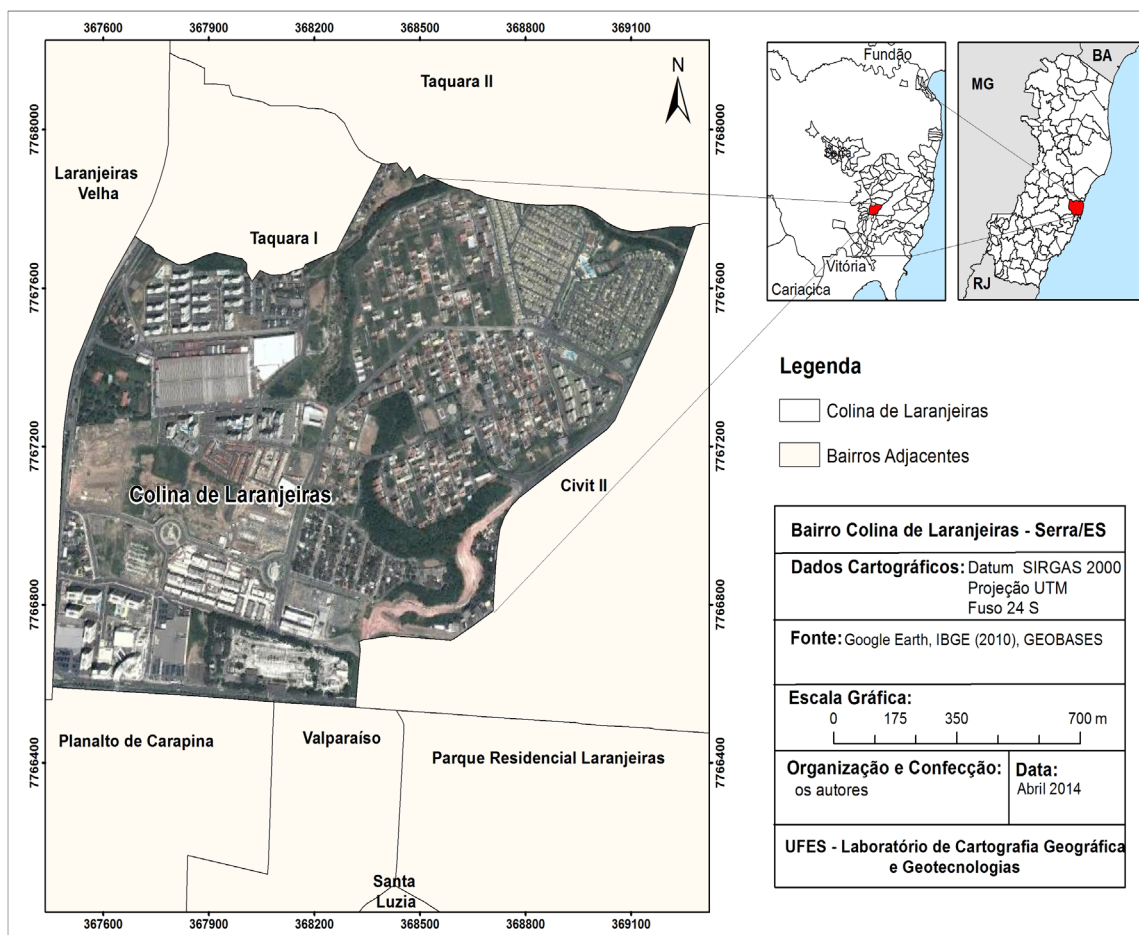 367600 367900 368200 368500 368800 369100
7768000
7767600
7767200
7766800
7766400
Taquara II
N
Laranjeiras
Velha
Taquara I
Colina de Laranjeiras
Civit II
Planalto de Carapina
Valparaíso
Parque Residencial Laranjeiras
Santa
Luzia
7768000
7767600
7767200
7766800
7766400
367600 367900 368200 368500 368800 369100
Fundão
Serra
Vitória
Cariacica
BA
MG
RJ
Legenda
Colina de Laranjeiras
Bairros Adjacentes
Bairro Colina de Laranjeiras - Serra/ES
Dados Cartográficos: Datum SIRGAS 2000
Projeção UTM
Fuso 24 S
Fonte: Google Earth, IBGE (2010), GEOBASES
Escala Gráfica:
0 175 350 700 m
Organização e Confecção:
os autores
Data:
Abril 2014
UFES - Laboratório de Cartografia Geográfica
e Geotecnologias